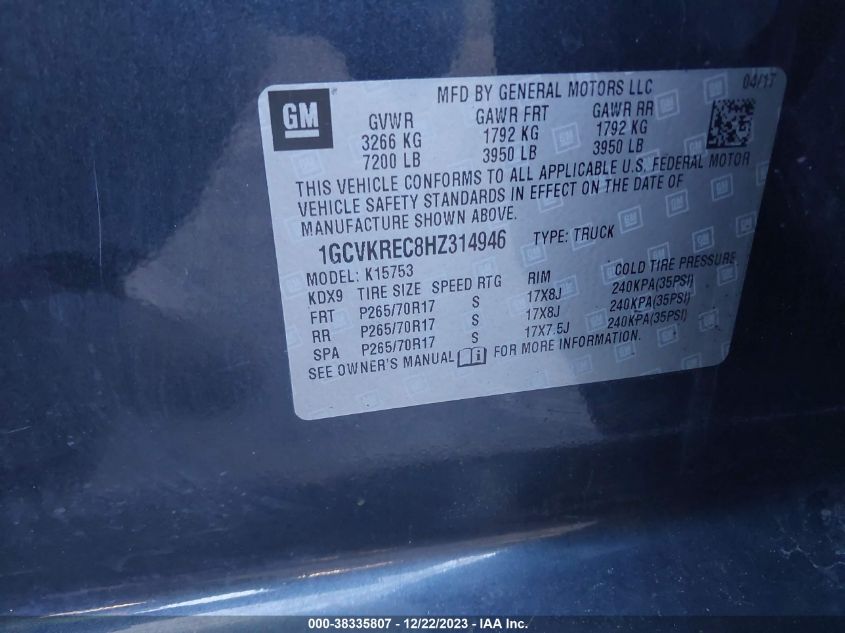 MFD BY GENERAL MOTORS LLC 04/17
GM
GVWR GAWR FRT GAWR RR
3266 KG 1792 KG 1792 KG
7200 LB 3950 LB 3950 LB
THIS VEHICLE CONFORMS TO ALL APPLICABLE U.S. FEDERAL MOTOR
VEHICLE SAFETY STANDARDS IN EFFECT ON THE DATE OF
MANUFACTURE SHOWN ABOVE.
1GCVKREC8HZ314946 TYPE: TRUCK
MODEL: K15753
KDX9 TIRE SIZE SPEED RTG RIM COLD TIRE PRESSURE
FRT P265/70R17 S 17X8J 240KPA(35PSI)
RR P265/70R17 S 17X8J 240KPA(35PSI)
SPA P265/70R17 S 17X7.5J 240KPA(35PSI)
SEE OWNER'S MANUAL FOR MORE INFORMATION.
000-38335807 - 12/22/2023 - IAA Inc.